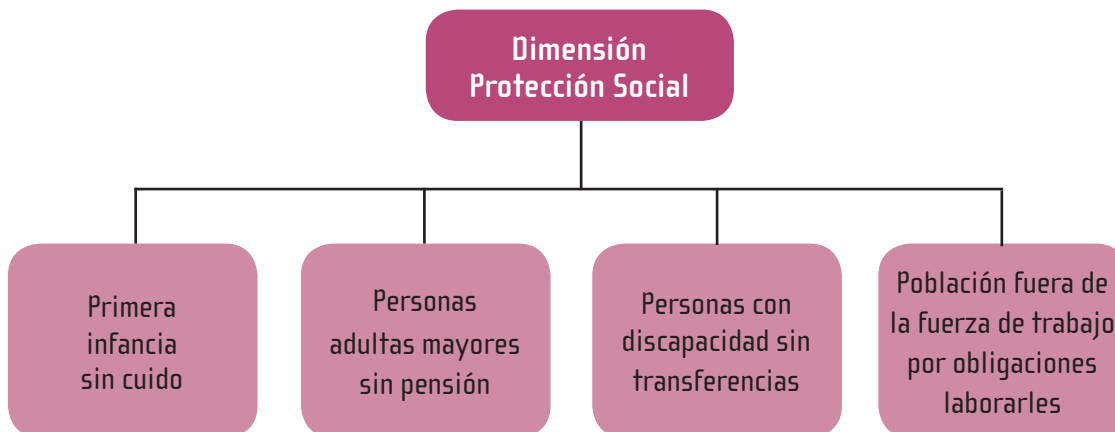 Dimensión
Protección Social
Primera
infancia
sin cuido
Personas
adultas mayores
sin pensión
Personas con
discapacidad sin
transferencias
Población fuera de
la fuerza de trabajo
por obligaciones
laborarles